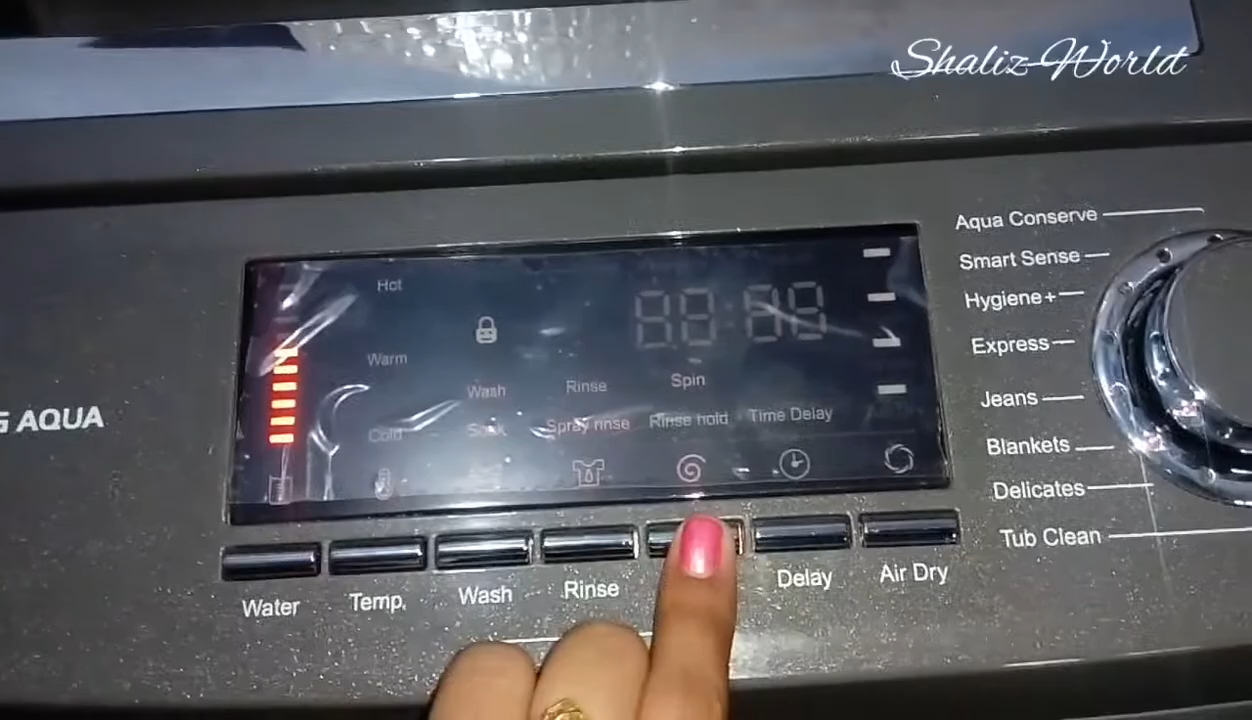 Shaliz-World
Aqua Conserve
Smart Sense
Hygiene+
Express
Jeans
Blankets
Delicates
Tub Clean
G AQUA
Hot
Warm
Cold
Wash
Soak
Rinse
Spray rinse
Spin
Rinse hold
Time Delay
88:88
Water
Temp.
Wash
Rinse
Delay
Air Dry